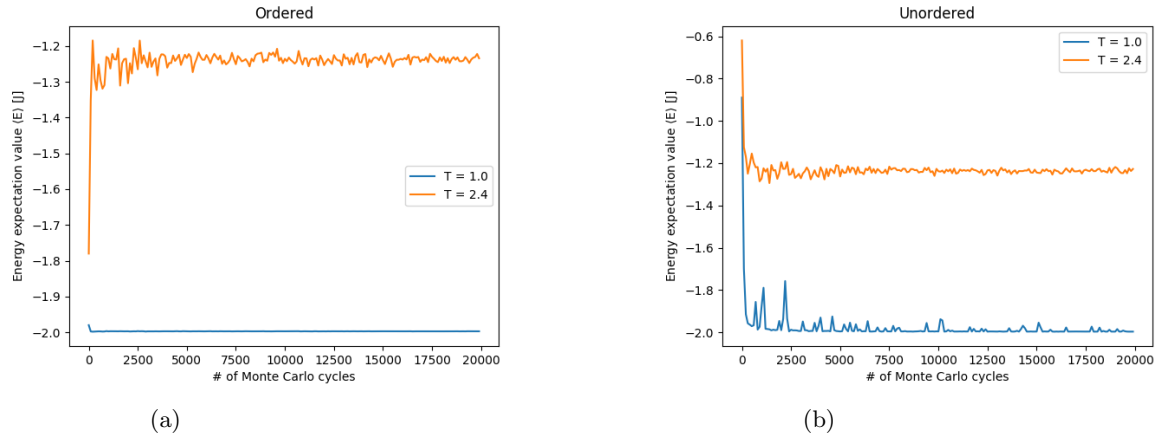 Ordered
Energy expectation value ⟨E⟩ [J]
−1.2
−1.3
−1.4
−1.5
−1.6
−1.7
−1.8
−1.9
−2.0
T = 1.0
T = 2.4
0 2500 5000 7500 10000 12500 15000 17500 20000
# of Monte Carlo cycles
(a)
Unordered
Energy expectation value ⟨E⟩ [J]
−0.6
−0.8
−1.0
−1.2
−1.4
−1.6
−1.8
−2.0
T = 1.0
T = 2.4
0 2500 5000 7500 10000 12500 15000 17500 20000
# of Monte Carlo cycles
(b)